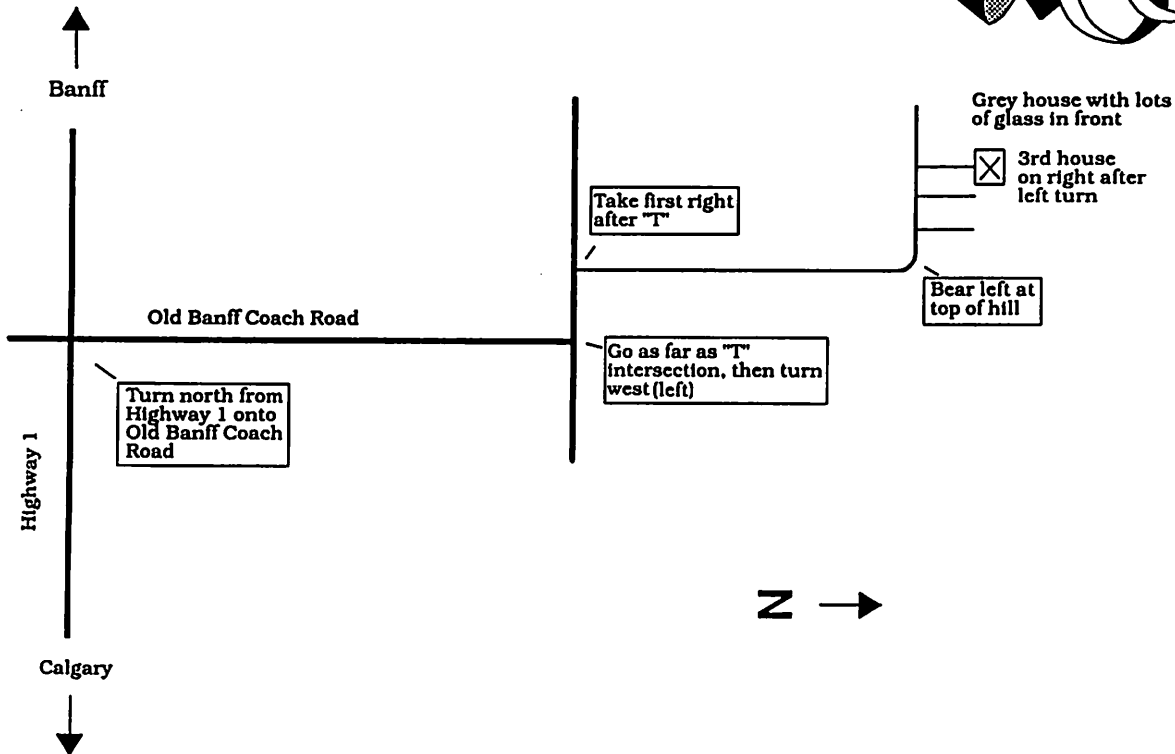 Banff
Grey house with lots
of glass in front
3rd house
on right after
left turn
Take first right
after "T"
Bear left at
top of hill
Old Banff Coach Road
Go as far as "T"
intersection, then turn
west (left)
Turn north from
Highway 1 onto
Old Banff Coach
Road
Highway 1
N
Calgary